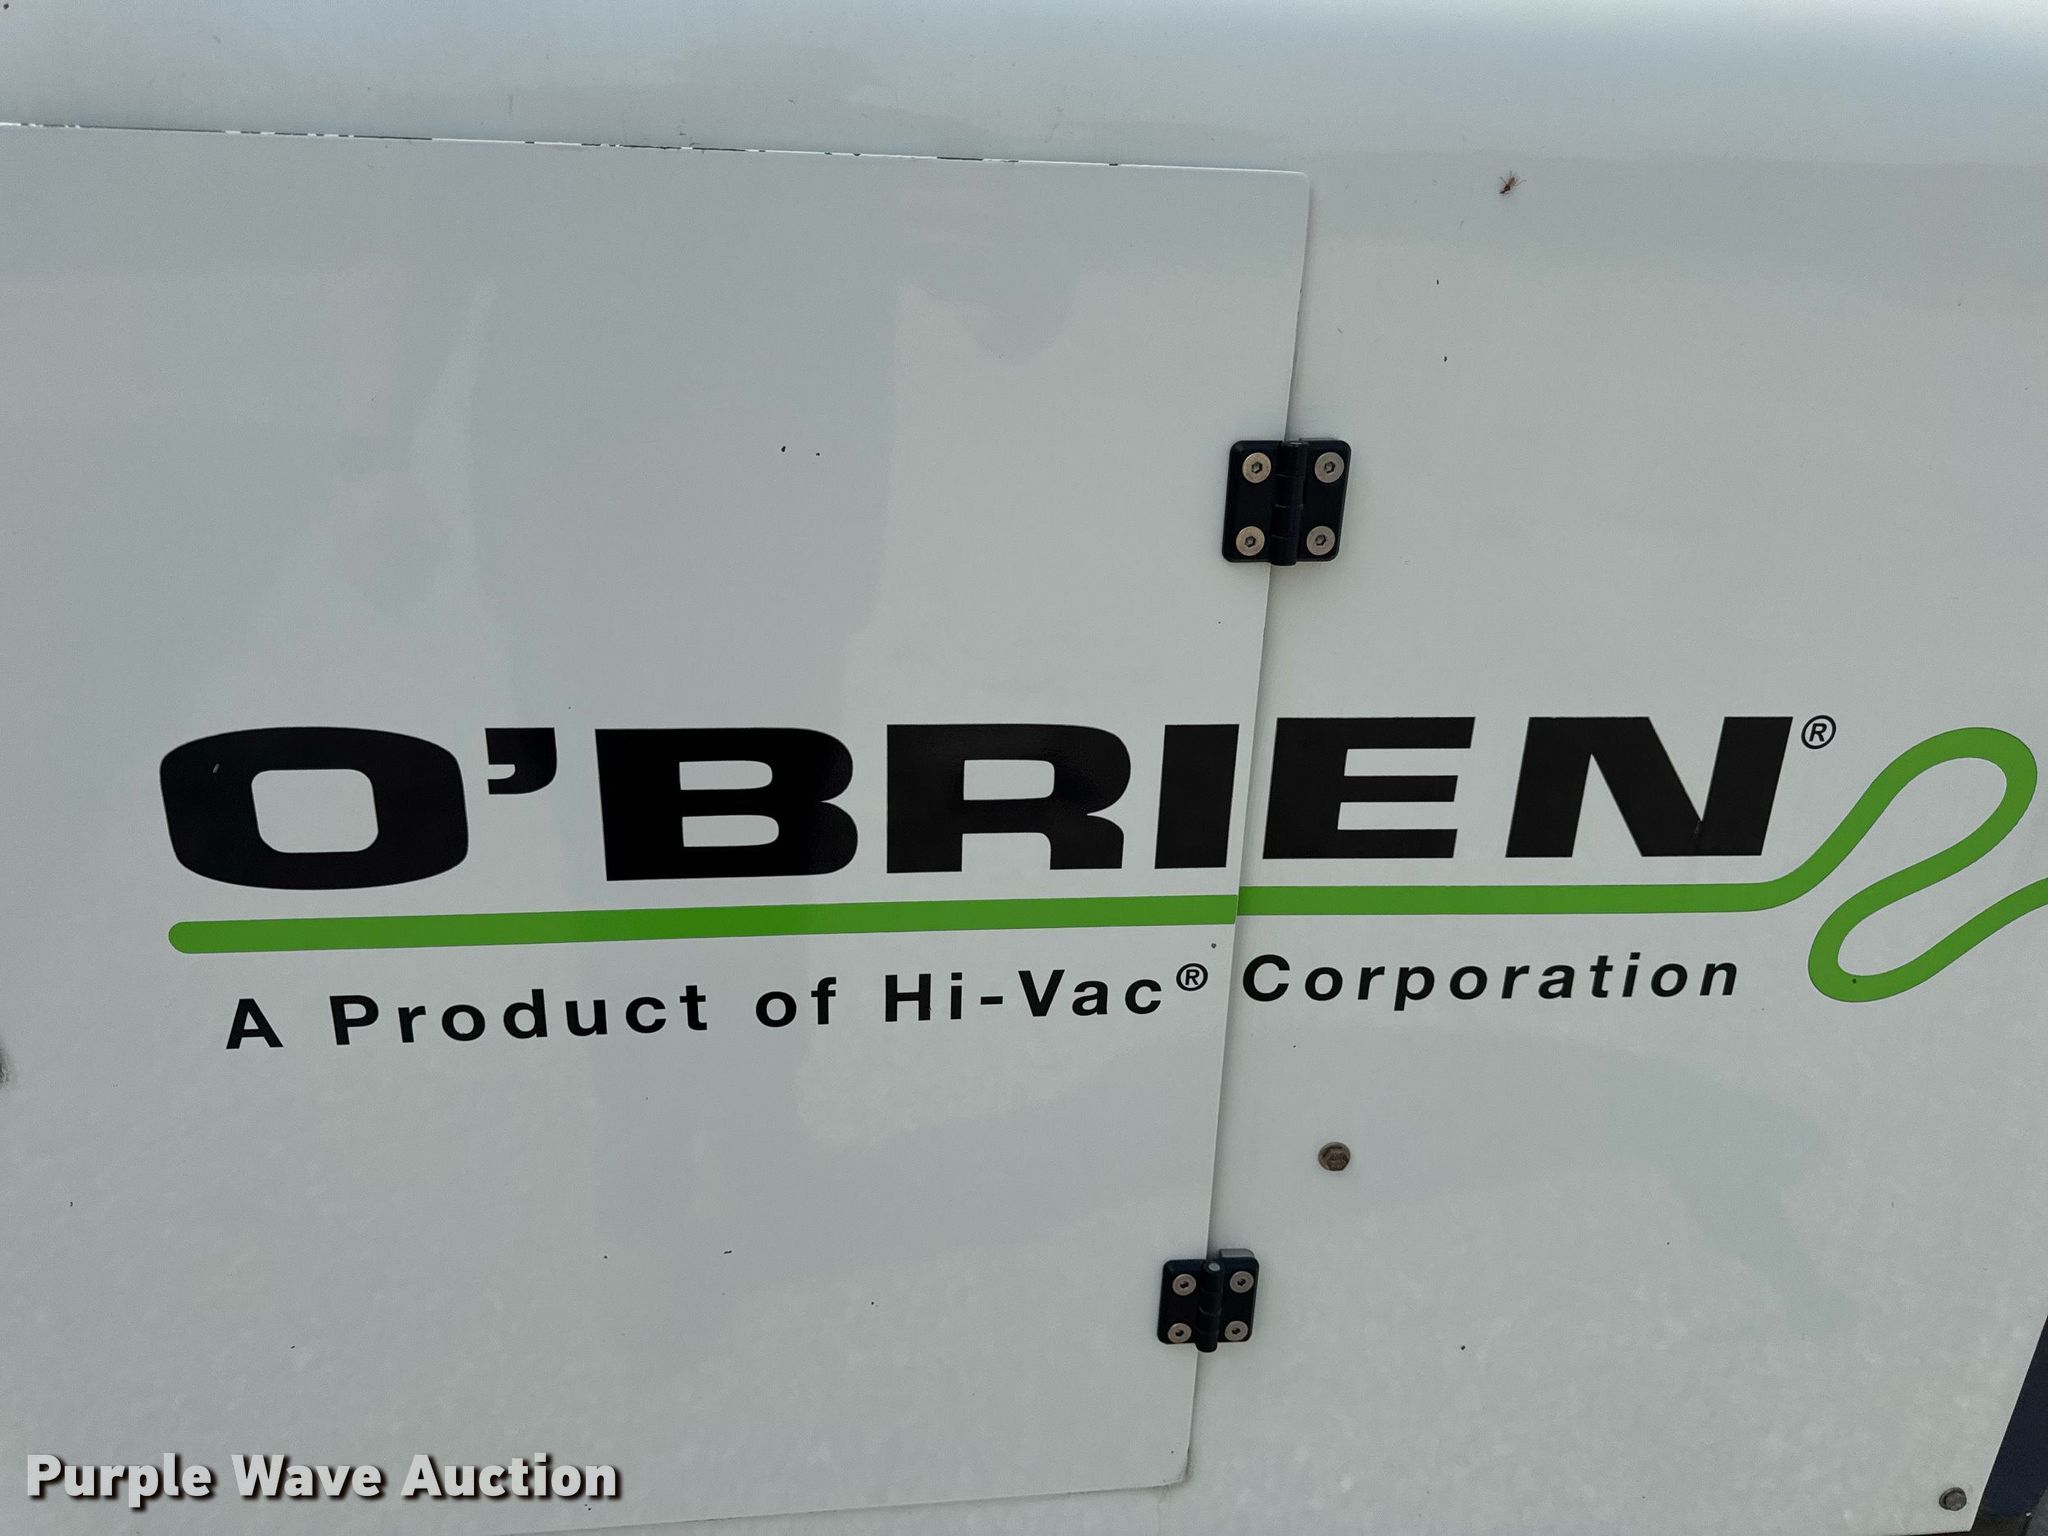 O'BRIEN®
A Product of Hi-Vac® Corporation
Purple Wave Auction